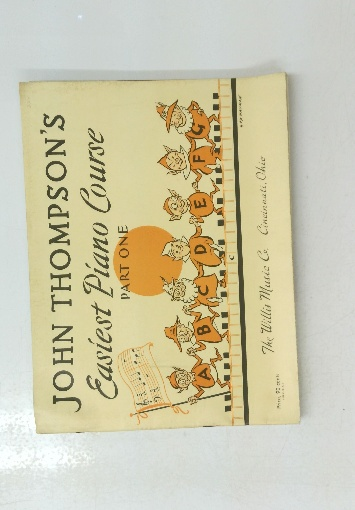 JOHN THOMPSON'S
Easiest Piano Course
PART ONE
A B C D E F G
C
The Willis Music Co. Cincinnati, Ohio